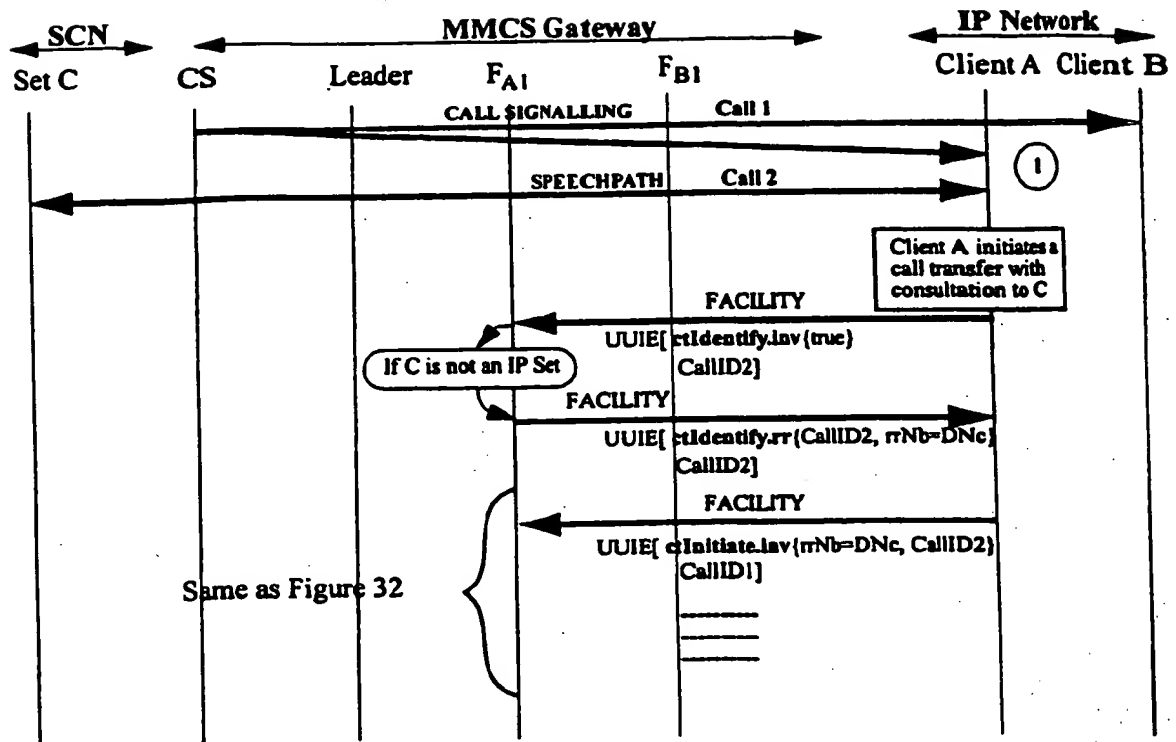 SCN
MMCS Gateway
IP Network
Set C
CS
Leader
FA1
FB1
Client A
Client B
CALL SIGNALLING
Call 1
1
SPEECHPATH
Call 2
Client A initiates a
call transfer with
consultation to C
FACILITY
UUIE[ ctIdentify.inv{true}
CallID2]
If C is not an IP Set
FACILITY
UUIE[ ctIdentify.rr{CallID2, rrNb=DNc}
CallID2]
FACILITY
UUIE[ ctInitiate.inv{rrNb=DNc, CallID2}
CallID1]
Same as Figure 32